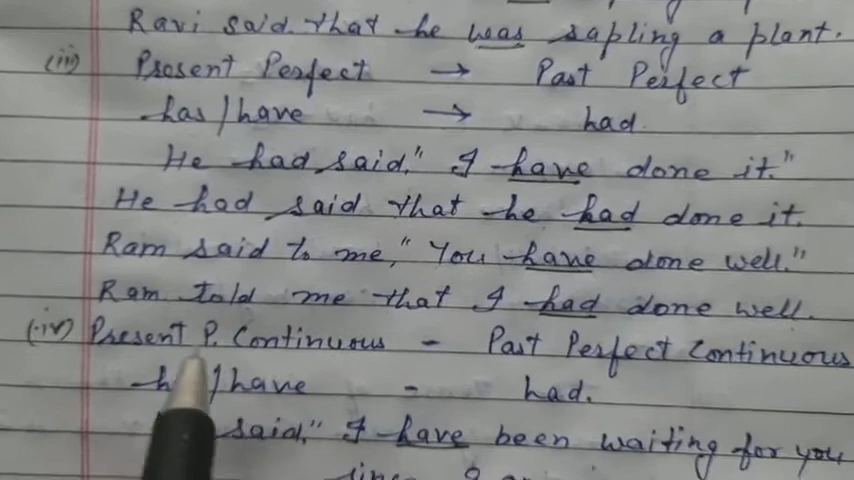 Ravi said that he was sapling a plant.
(iii) Present Perfect → Past Perfect
has/have → had
He had said," I have done it."
He had said that he had done it.
Ram said to me, "You have done well."
Ram told me that I had done well.
(iv) Present P. Continuous - Past Perfect Continuous
/have - had.
said," I have been waiting for you
since 9